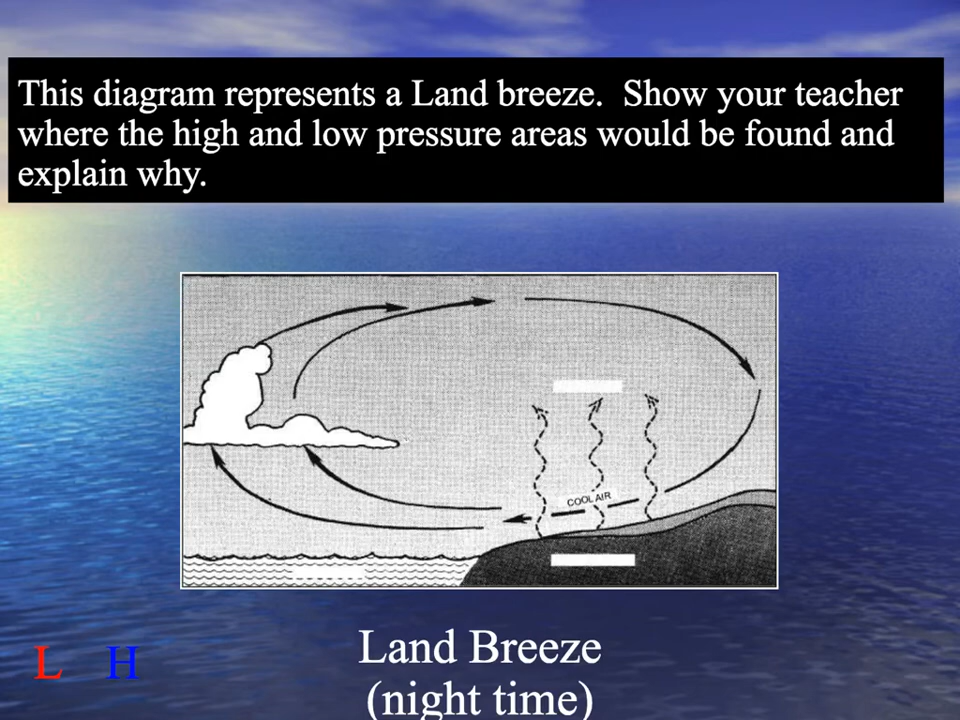 This diagram represents a Land breeze.  Show your teacher
where the high and low pressure areas would be found and
explain why.
COOL AIR
L H
Land Breeze
(night time)